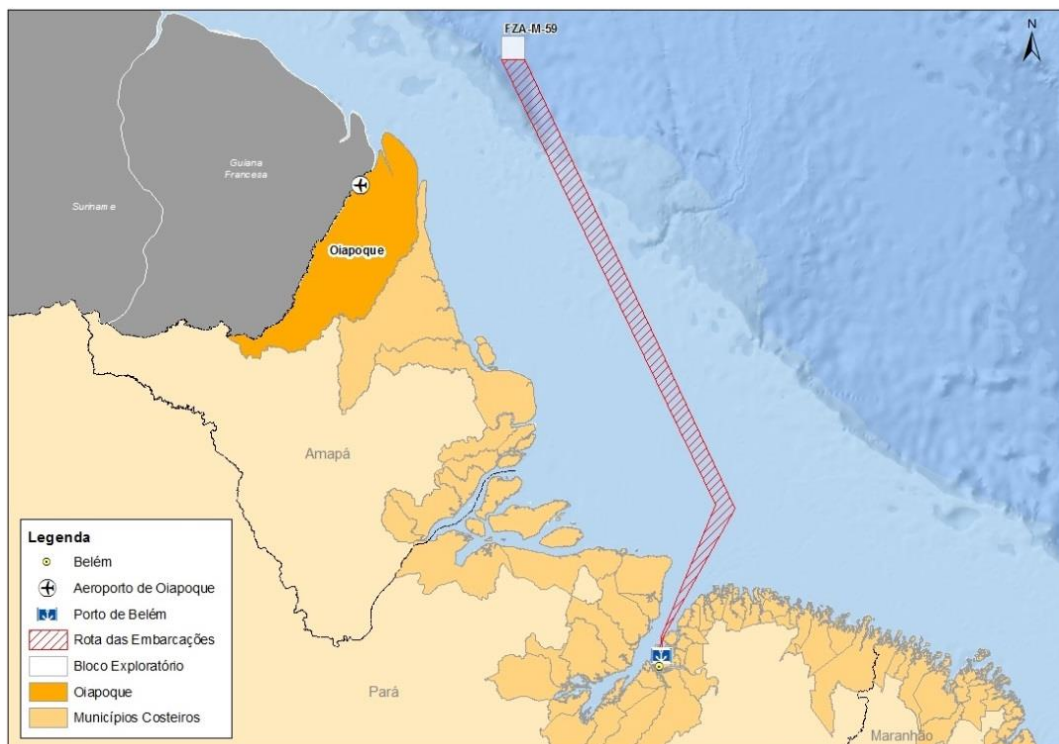 FZA-M-59
N
Guiana
Francesa
Suriname
Oiapoque
Amapá
Pará
Maranhão
Legenda
Belém
Aeroporto de Oiapoque
Porto de Belém
Rota das Embarcações
Bloco Exploratório
Oiapoque
Municípios Costeiros